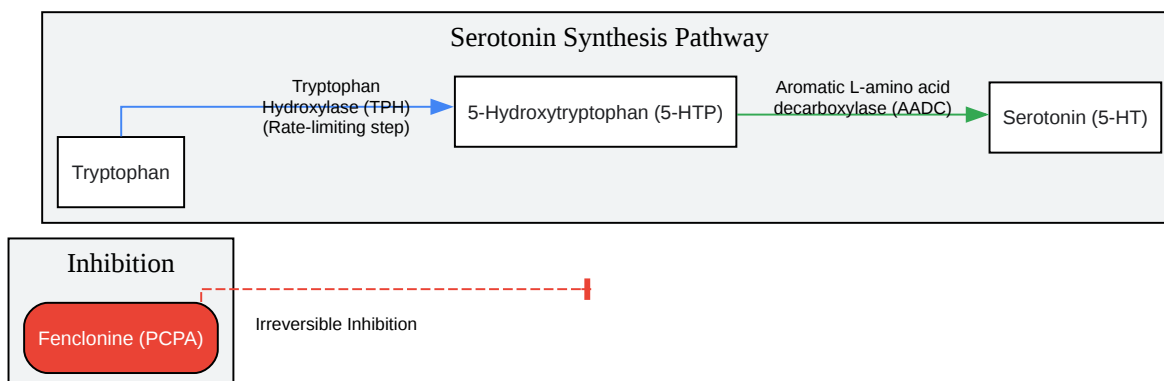 Serotonin Synthesis Pathway
Tryptophan
Hydroxylase (TPH)
(Rate-limiting step)
Aromatic L-amino acid
decarboxylase (AADC)
5-Hydroxytryptophan (5-HTP)
Serotonin (5-HT)
Tryptophan
Inhibition
Irreversible Inhibition
Fenclonine (PCPA)